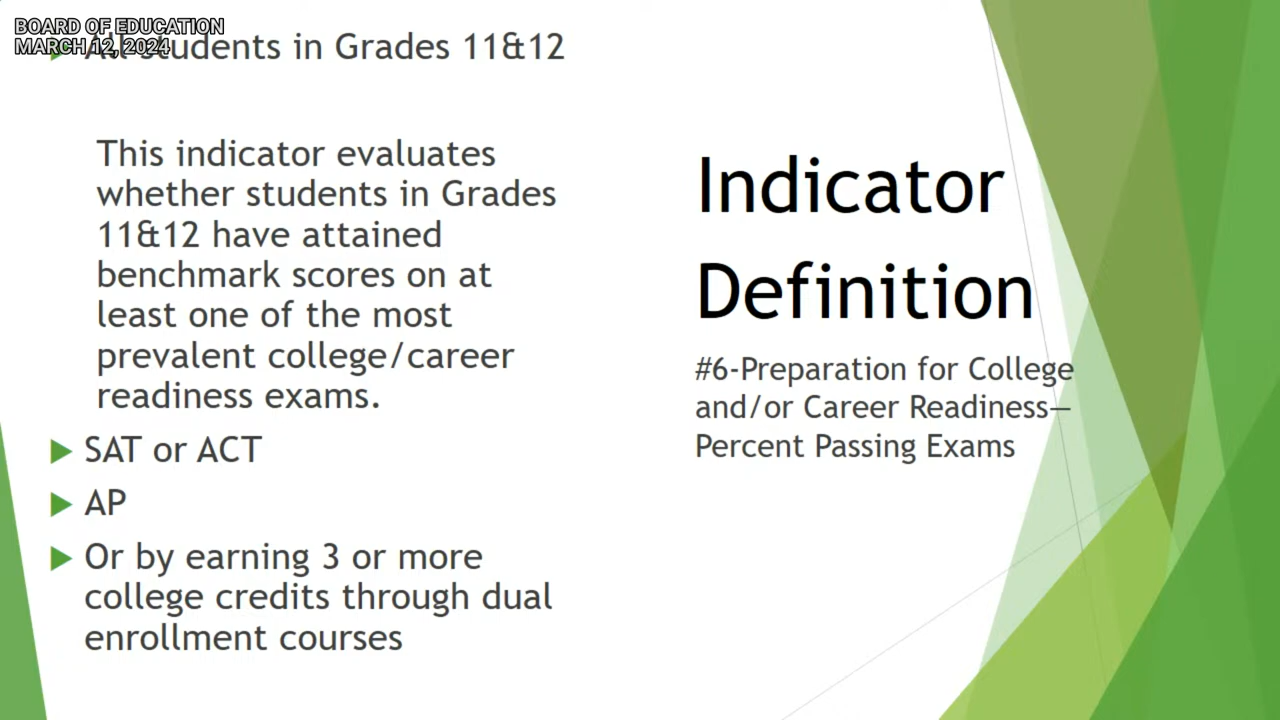 BOARD OF EDUCATION
MARCH 12, 2024
All Students in Grades 11&12
This indicator evaluates
whether students in Grades
11&12 have attained
benchmark scores on at
least one of the most
prevalent college/career
readiness exams.
SAT or ACT
AP
Or by earning 3 or more
college credits through dual
enrollment courses
Indicator
Definition
#6-Preparation for College
and/or Career Readiness—
Percent Passing Exams